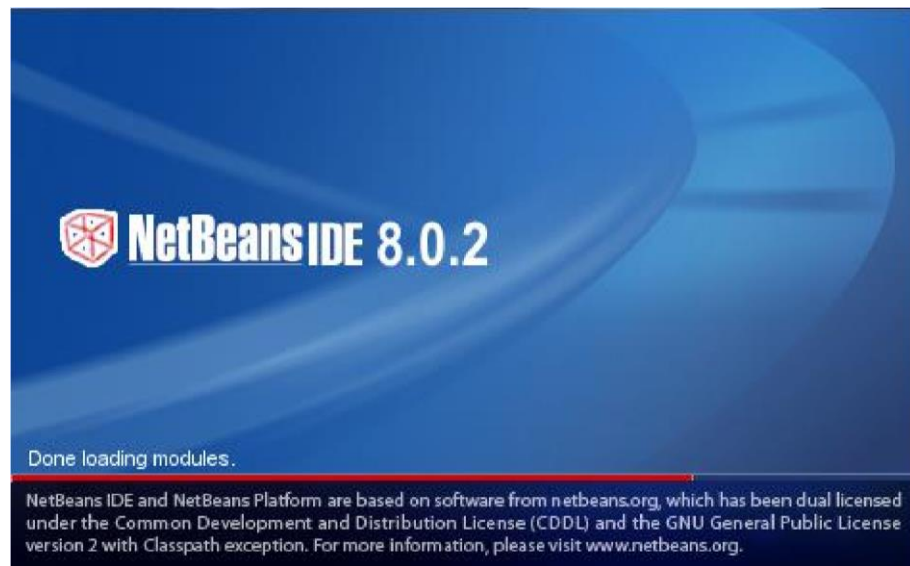 NetBeans IDE 8.0.2
Done loading modules.
NetBeans IDE and NetBeans Platform are based on software from netbeans.org, which has been dual licensed
under the Common Development and Distribution License (CDDL) and the GNU General Public License
version 2 with Classpath exception. For more information, please visit www.netbeans.org.